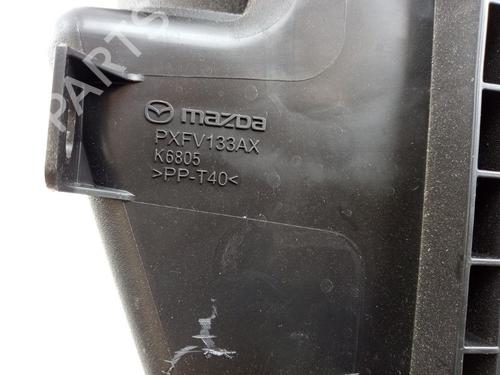 PARTS
mazda
PXFV133AX
K6805
>PP-T40<